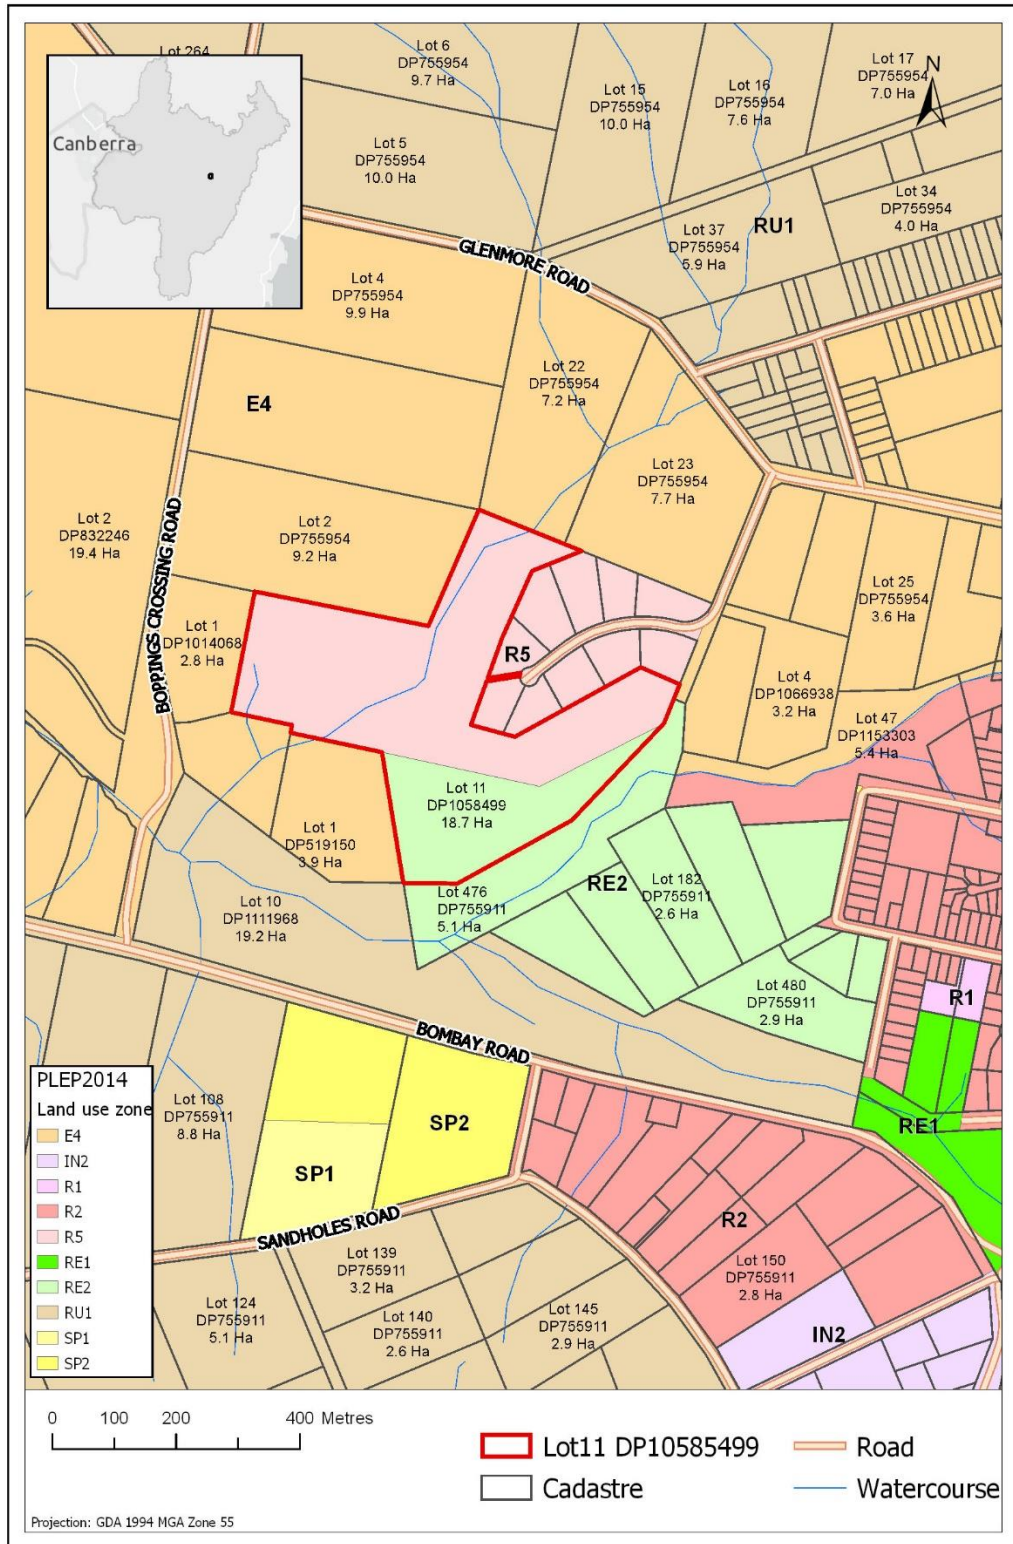 Lot 264
Lot 6
DP755954
9.7 Ha
Lot 17
DP755954
7.0 Ha
N
Lot 15
DP755954
10.0 Ha
Lot 16
DP755954
7.6 Ha
Canberra
Lot 5
DP755954
10.0 Ha
Lot 34
DP755954
4.0 Ha
RU1
Lot 37
DP755954
5.9 Ha
GLENMORE ROAD
Lot 4
DP755954
9.9 Ha
Lot 22
DP755954
7.2 Ha
E4
Lot 23
DP755954
7.7 Ha
Lot 2
DP832246
19.4 Ha
BOPPINGS CROSSING ROAD
Lot 2
DP755954
9.2 Ha
Lot 25
DP755954
3.6 Ha
Lot 1
DP1014068
2.8 Ha
R5
Lot 4
DP1066938
3.2 Ha
Lot 47
DP1153303
5.4 Ha
Lot 11
DP1058499
18.7 Ha
Lot 1
DP519150
3.9 Ha
Lot 476
DP755911
5.1 Ha
RE2
Lot 182
DP755911
2.6 Ha
Lot 10
DP1111968
19.2 Ha
Lot 480
DP755911
2.9 Ha
R1
BOMBAY ROAD
Lot 108
DP755911
8.8 Ha
SP2
SP1
RE1
R2
SANDHOLES ROAD
Lot 139
DP755911
3.2 Ha
Lot 150
DP755911
2.8 Ha
Lot 124
DP755911
5.1 Ha
Lot 140
DP755911
2.6 Ha
Lot 145
DP755911
2.9 Ha
IN2
PLEP2014
Land use zone
E4
IN2
R1
R2
R5
RE1
RE2
RU1
SP1
SP2
0 100 200 400 Metres
Lot11 DP10585499
Road
Cadastre
Watercourse
Projection: GDA 1994 MGA Zone 55